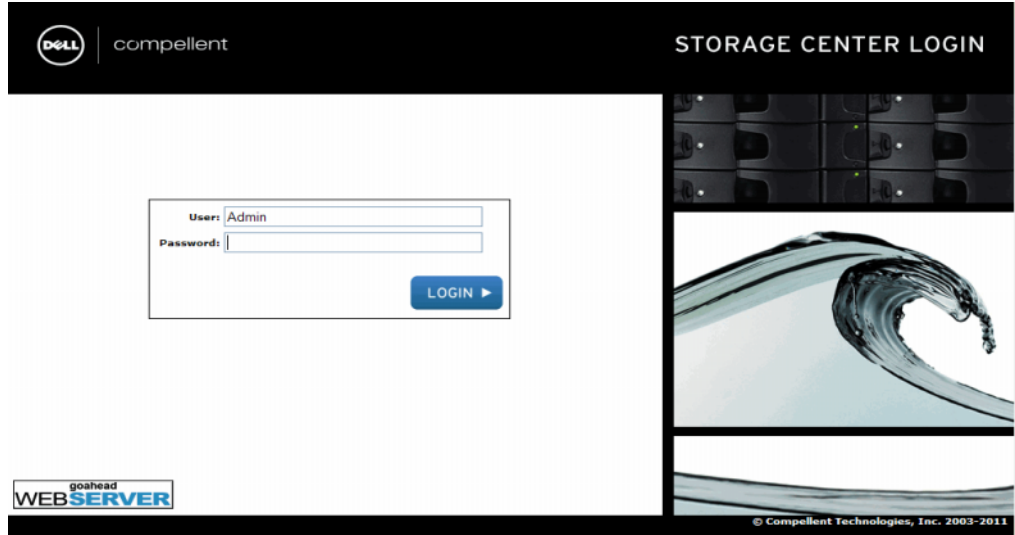 DELL
compellent
STORAGE CENTER LOGIN
User: Admin
Password:
LOGIN
goahead
WEBSERVER
© Compellent Technologies, Inc. 2003-2011